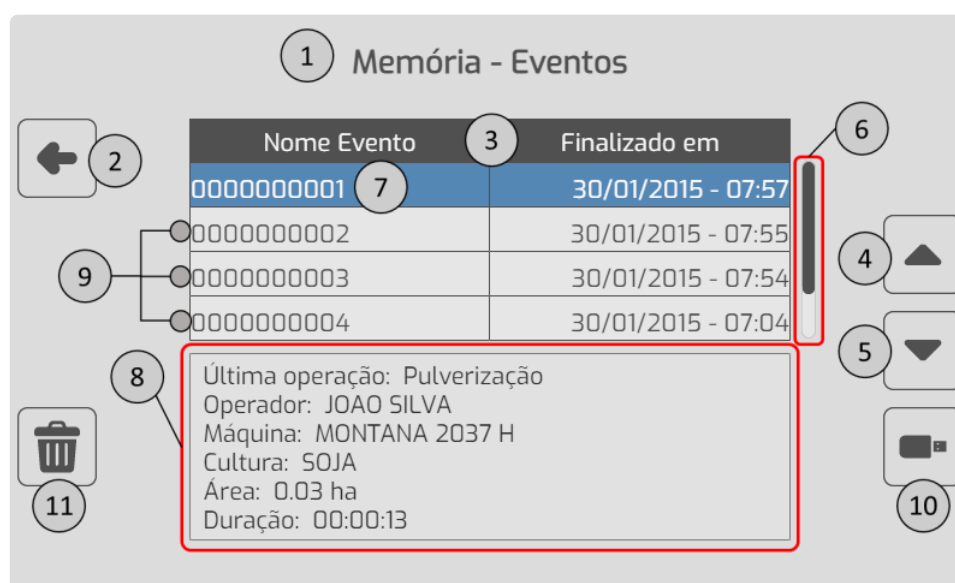 1 Memória - Eventos
Nome Evento 3 Finalizado em
6
2
0000000001 7 30/01/2015 - 07:57
0000000002 30/01/2015 - 07:55
9
0000000003 30/01/2015 - 07:54
4
0000000004 30/01/2015 - 07:04
5
8
Última operação: Pulverização
Operador: JOAO SILVA
Máquina: MONTANA 2037 H
Cultura: SOJA
Área: 0.03 ha
Duração: 00:00:13
11
10